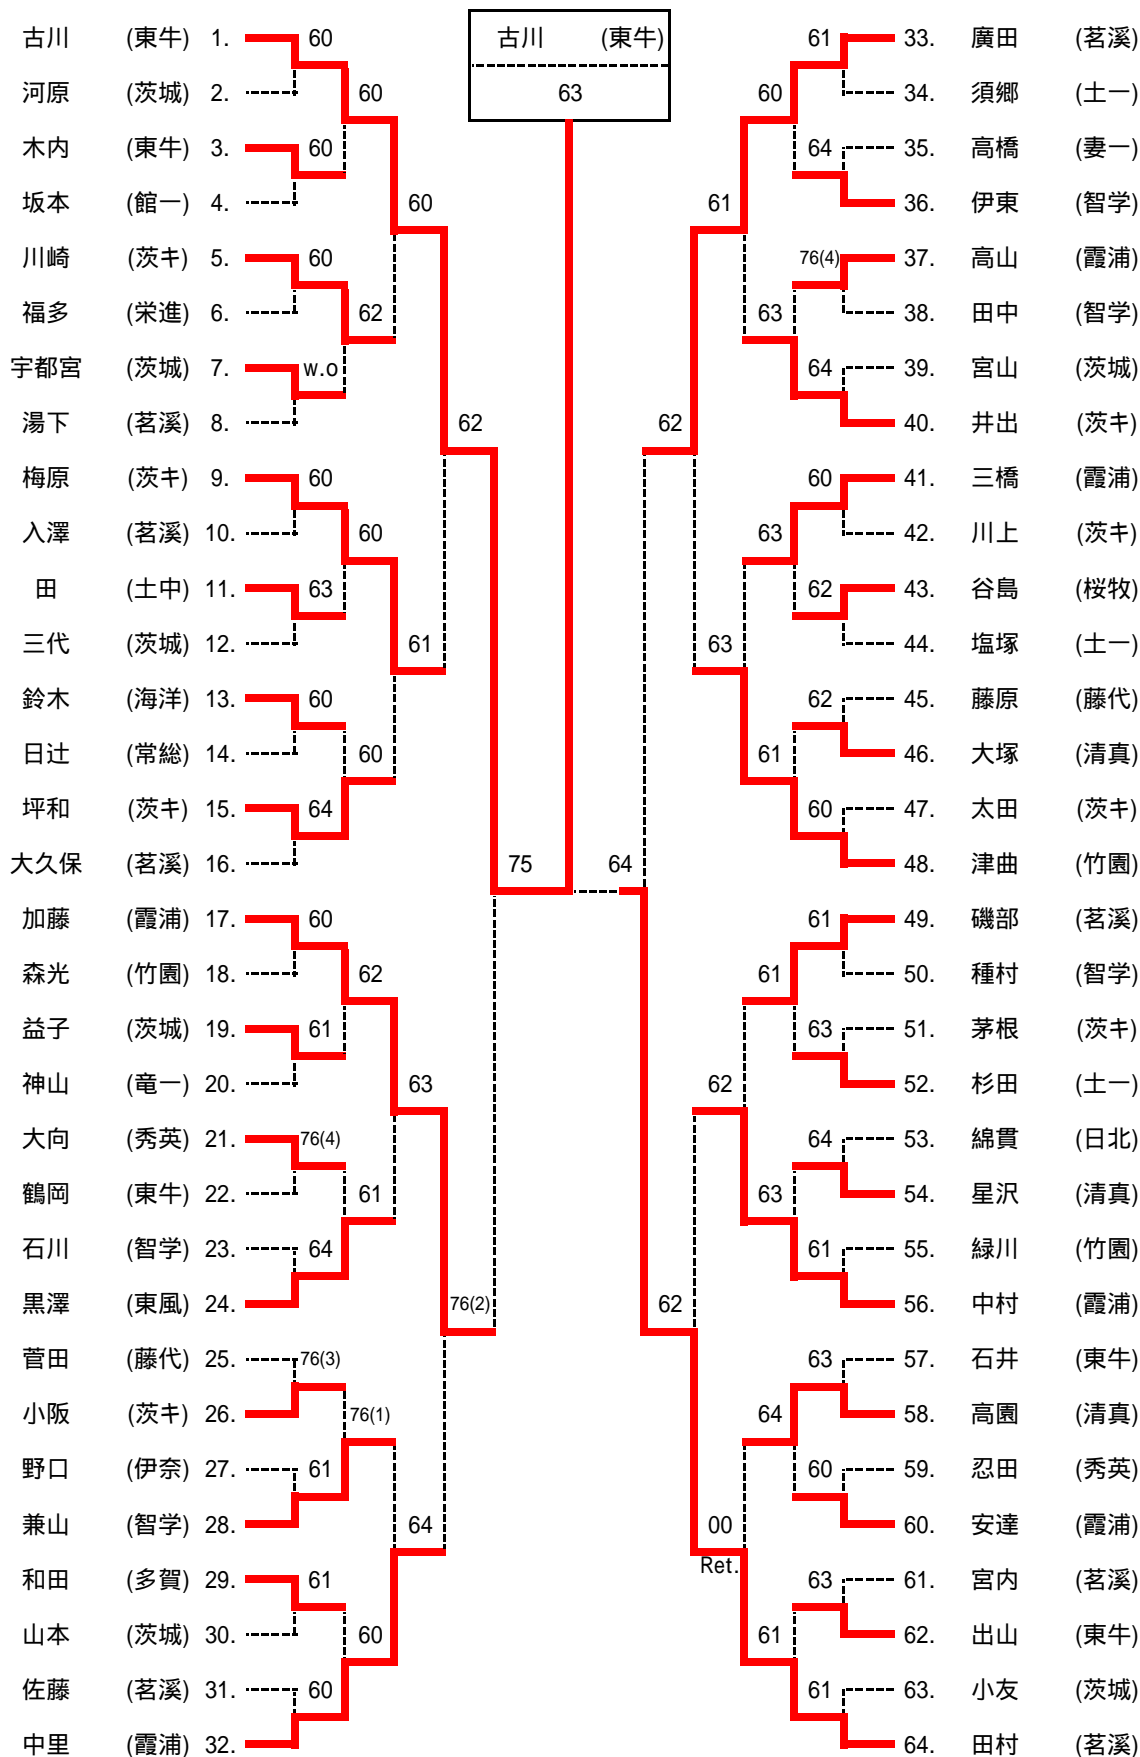 古川 (東牛)
63
古川 (東牛) 1.
河原 (茨城) 2.
木内 (東牛) 3.
坂本 (館一) 4.
川崎 (茨キ) 5.
福多 (栄進) 6.
宇都宮 (茨城) 7.
湯下 (茗溪) 8.
梅原 (茨キ) 9.
入澤 (茗溪) 10.
田 (土中) 11.
三代 (茨城) 12.
鈴木 (海洋) 13.
日辻 (常総) 14.
坪和 (茨キ) 15.
大久保 (茗溪) 16.
加藤 (霞浦) 17.
森光 (竹園) 18.
益子 (茨城) 19.
神山 (竜一) 20.
大向 (秀英) 21.
鶴岡 (東牛) 22.
石川 (智学) 23.
黒澤 (東風) 24.
菅田 (藤代) 25.
小阪 (茨キ) 26.
野口 (伊奈) 27.
兼山 (智学) 28.
和田 (多賀) 29.
山本 (茨城) 30.
佐藤 (茗溪) 31.
中里 (霞浦) 32.
60
60
60
w.o
60
63
60
64
60
61
76(4)
64
76(3)
61
61
60
60
62
60
60
62
61
76(1)
60
60
61
63
64
62
76(2)
75
64
62
62
61
63
62
00
Ret.
60
63
63
61
61
63
64
61
61
64
76(4)
64
60
62
62
60
61
63
64
61
63
60
63
61
33. 廣田 (茗溪)
34. 須郷 (土一)
35. 高橋 (妻一)
36. 伊東 (智学)
37. 高山 (霞浦)
38. 田中 (智学)
39. 宮山 (茨城)
40. 井出 (茨キ)
41. 三橋 (霞浦)
42. 川上 (茨キ)
43. 谷島 (桜牧)
44. 塩塚 (土一)
45. 藤原 (藤代)
46. 大塚 (清真)
47. 太田 (茨キ)
48. 津曲 (竹園)
49. 磯部 (茗溪)
50. 種村 (智学)
51. 茅根 (茨キ)
52. 杉田 (土一)
53. 綿貫 (日北)
54. 星沢 (清真)
55. 緑川 (竹園)
56. 中村 (霞浦)
57. 石井 (東牛)
58. 高園 (清真)
59. 忍田 (秀英)
60. 安達 (霞浦)
61. 宮内 (茗溪)
62. 出山 (東牛)
63. 小友 (茨城)
64. 田村 (茗溪)